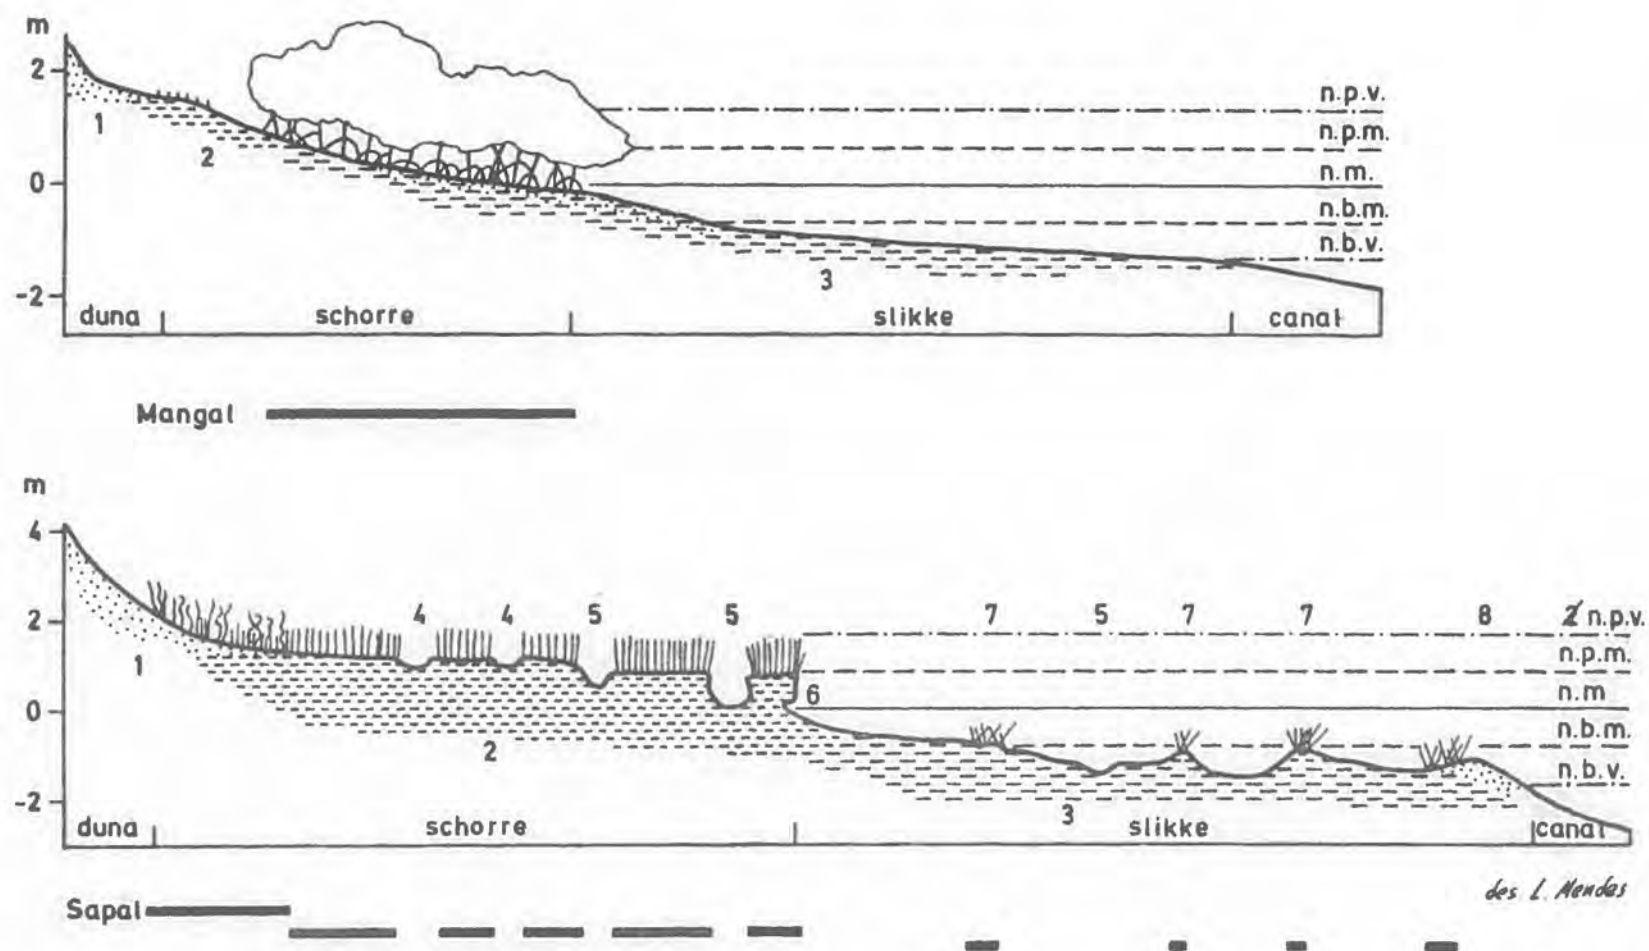 m
2
n.p.v.
n.p.m.
1
2
0
n.m.
n.b.m.
n.b.v.
3
-2
duna schorre slikke canal
Mangal
m
4
2
4 4 5 5 7 5 7 7 8 n.p.v.
n.p.m.
1
6
n.m
0
n.b.m.
2
n.b.v.
-2
3
duna schorre slikke canal
des L. Mendes
Sapal